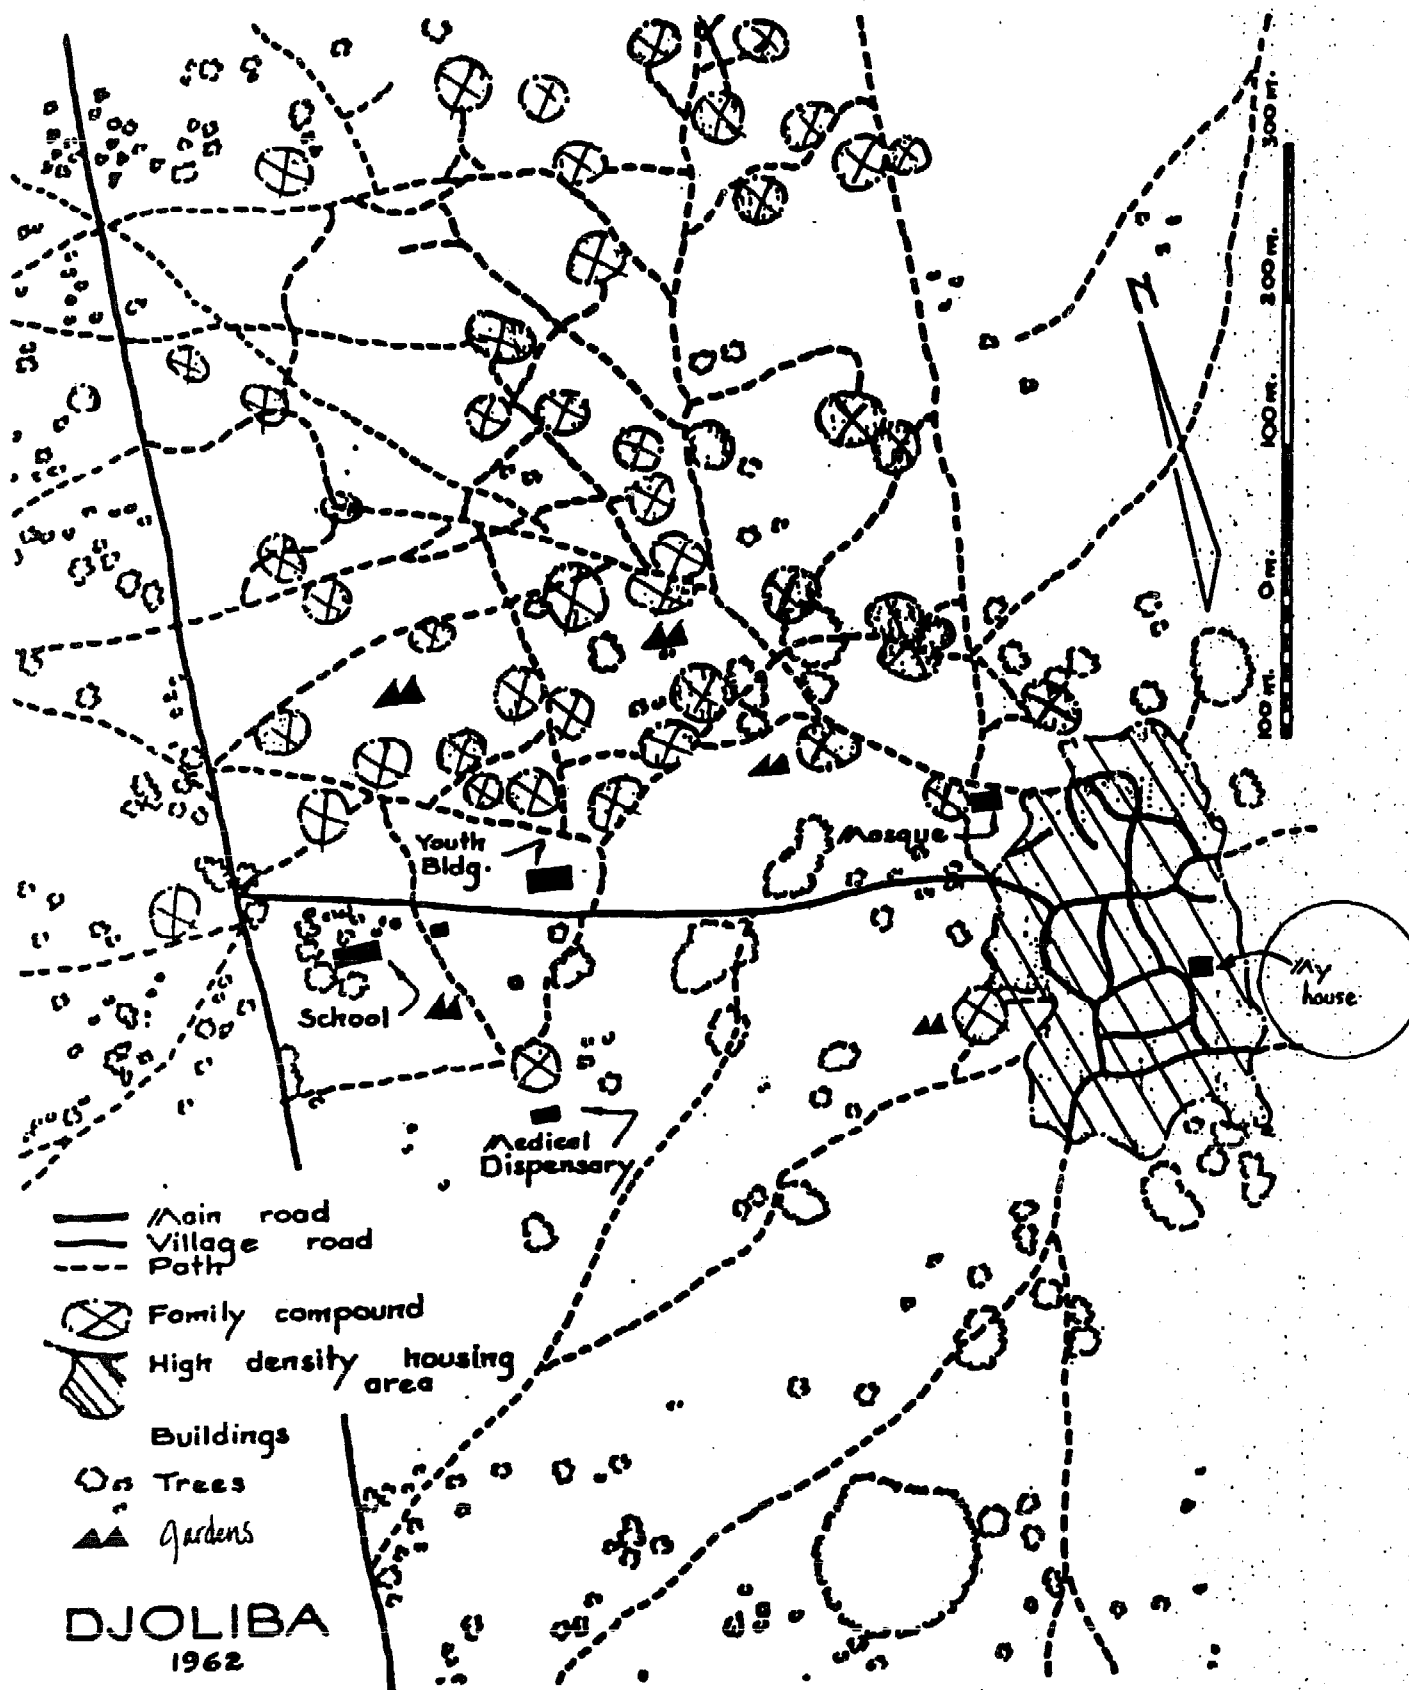 N
300 m.
200 m.
100 m.
0 m.
100 m.
Youth
Bldg.
Mosque
My
house
School
Medical
Dispensary
Main road
Village road
Path
Family compound
High density housing
area
Buildings
Trees
gardens
DJOLIBA
1962